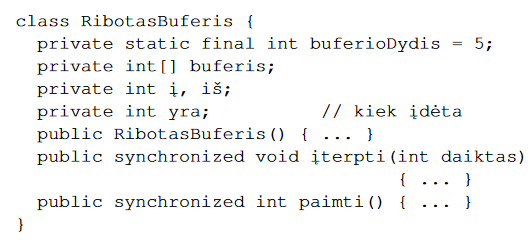 class RibotasBuferis {
  private static final int buferioDydis = 5;
  private int[] buferis;
  private int į, iš;
  private int yra;          // kiek įdėta
  public RibotasBuferis() { ... }
  public synchronized void įterpti(int daiktas)
                                   { ... }
  public synchronized int paimti() { ... }
}